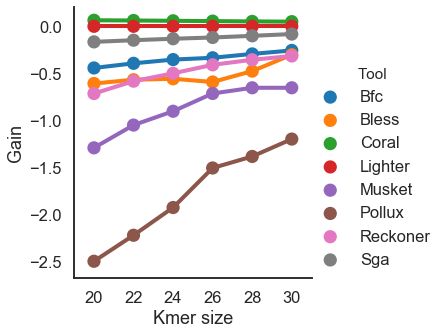 0.0
−0.5
−1.0
−1.5
−2.0
−2.5
Gain
20 22 24 26 28 30
Kmer size
Tool
Bfc
Bless
Coral
Lighter
Musket
Pollux
Reckoner
Sga